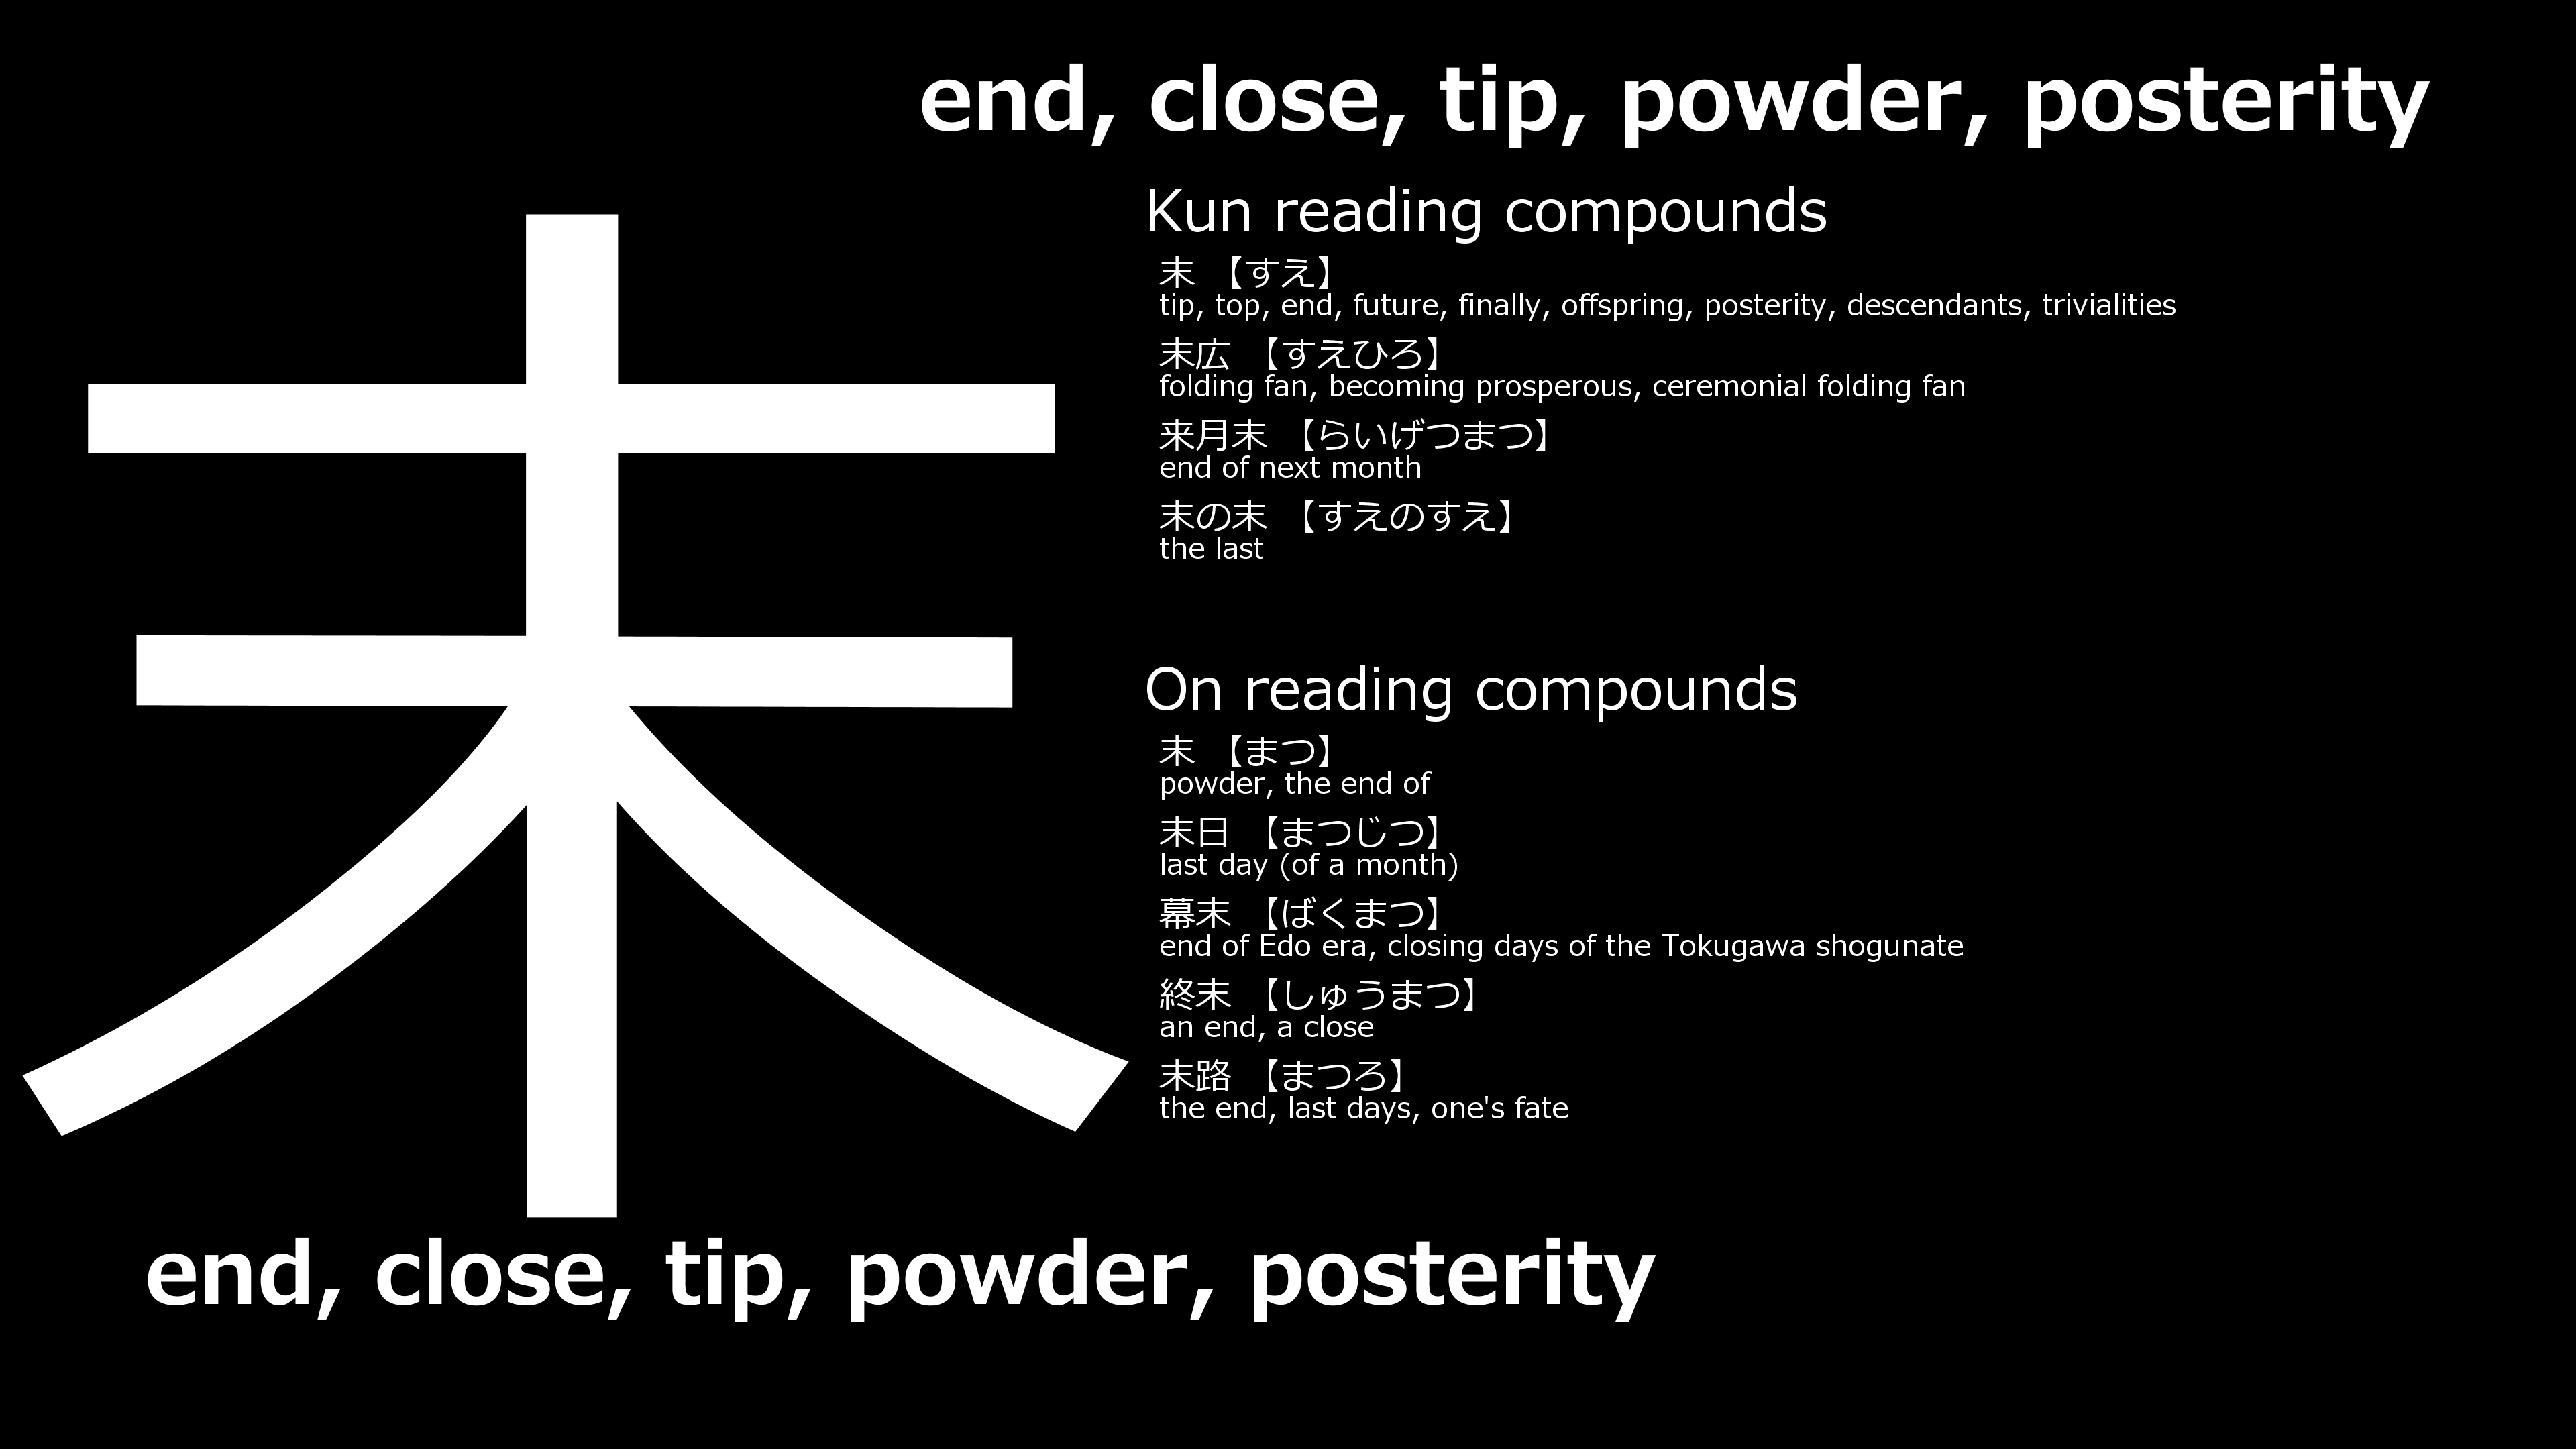 end, close, tip, powder, posterity
末
Kun reading compounds
末 【すえ】
tip, top, end, future, finally, offspring, posterity, descendants, trivialities
末広 【すえひろ】
folding fan, becoming prosperous, ceremonial folding fan
来月末 【らいげつまつ】
end of next month
末の末 【すえのすえ】
the last
On reading compounds
末 【まつ】
powder, the end of
末日 【まつじつ】
last day (of a month)
幕末 【ばくまつ】
end of Edo era, closing days of the Tokugawa shogunate
終末 【しゅうまつ】
an end, a close
末路 【まつろ】
the end, last days, one's fate
end, close, tip, powder, posterity